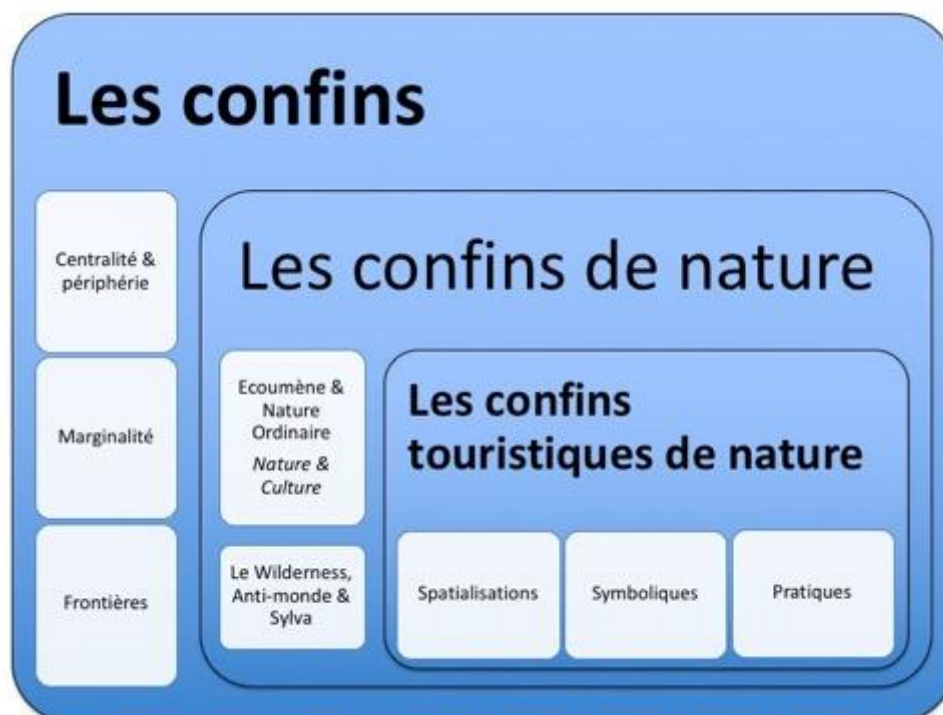 Les confins
Centralité &
périphérie
Marginalité
Frontières
Les confins de nature
Ecoumène &
Nature
Ordinaire
Nature &
Culture
Le Wilderness,
Anti-monde &
Sylva
Les confins
touristiques de nature
Spatialisations
Symboliques
Pratiques